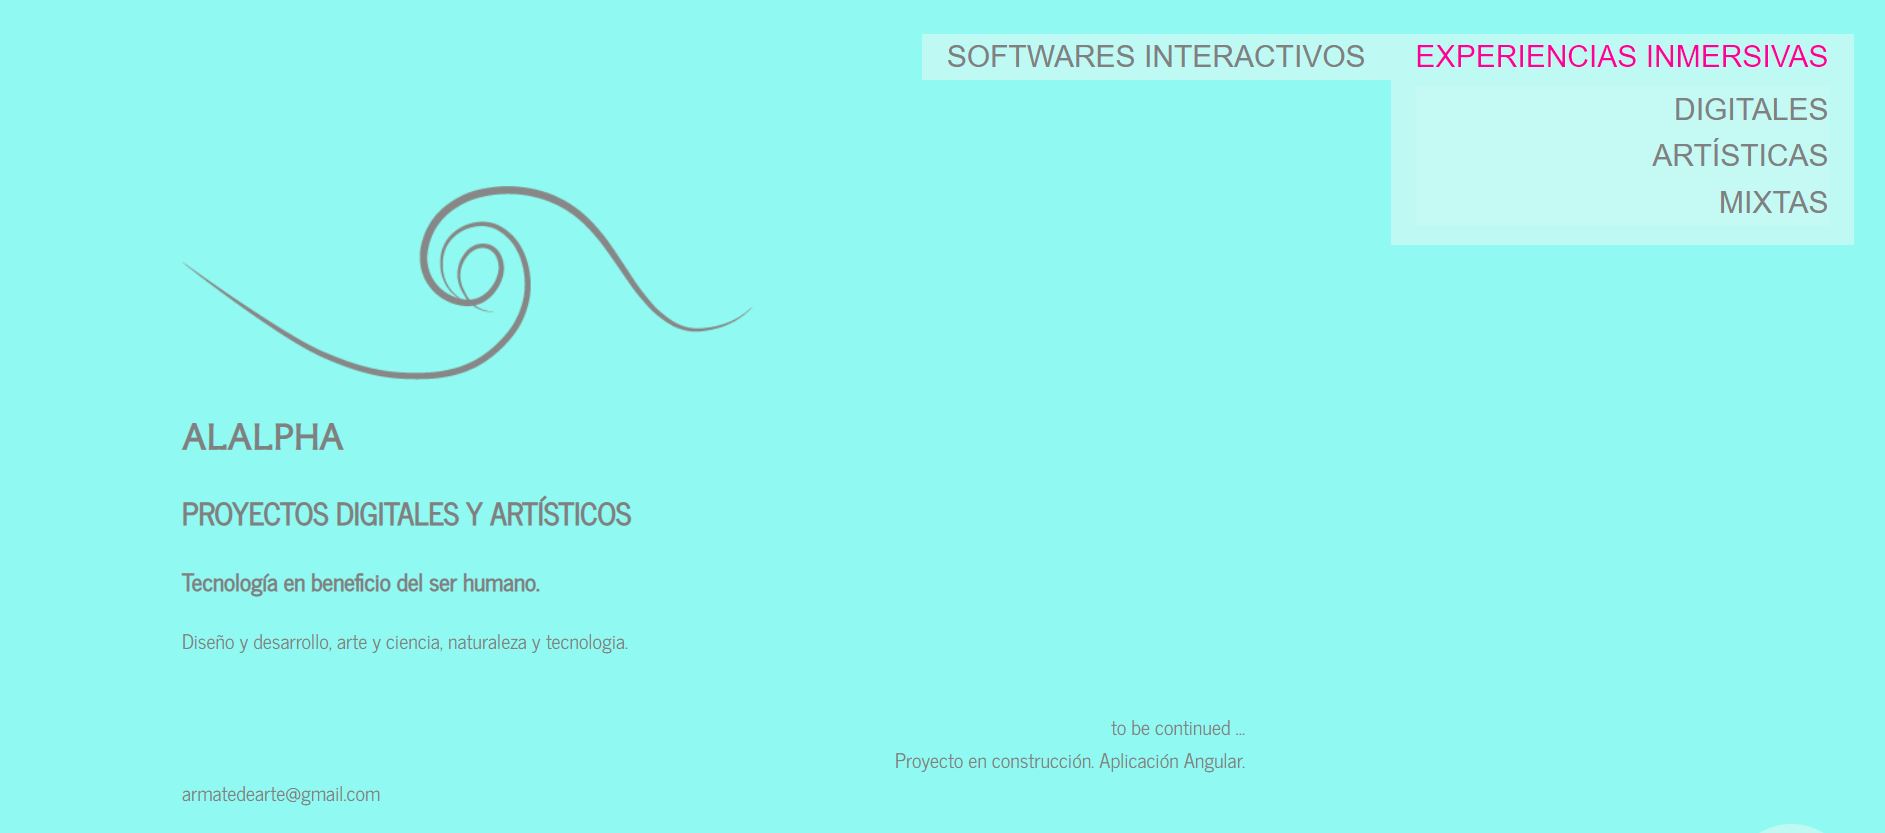 SOFTWARES INTERACTIVOS
EXPERIENCIAS INMERSIVAS
DIGITALES
ARTÍSTICAS
MIXTAS
ALALPHA
PROYECTOS DIGITALES Y ARTÍSTICOS
Tecnología en beneficio del ser humano.
Diseño y desarrollo, arte y ciencia, naturaleza y tecnologia.
to be continued ...
Proyecto en construcción. Aplicación Angular.
armatedearte@gmail.com